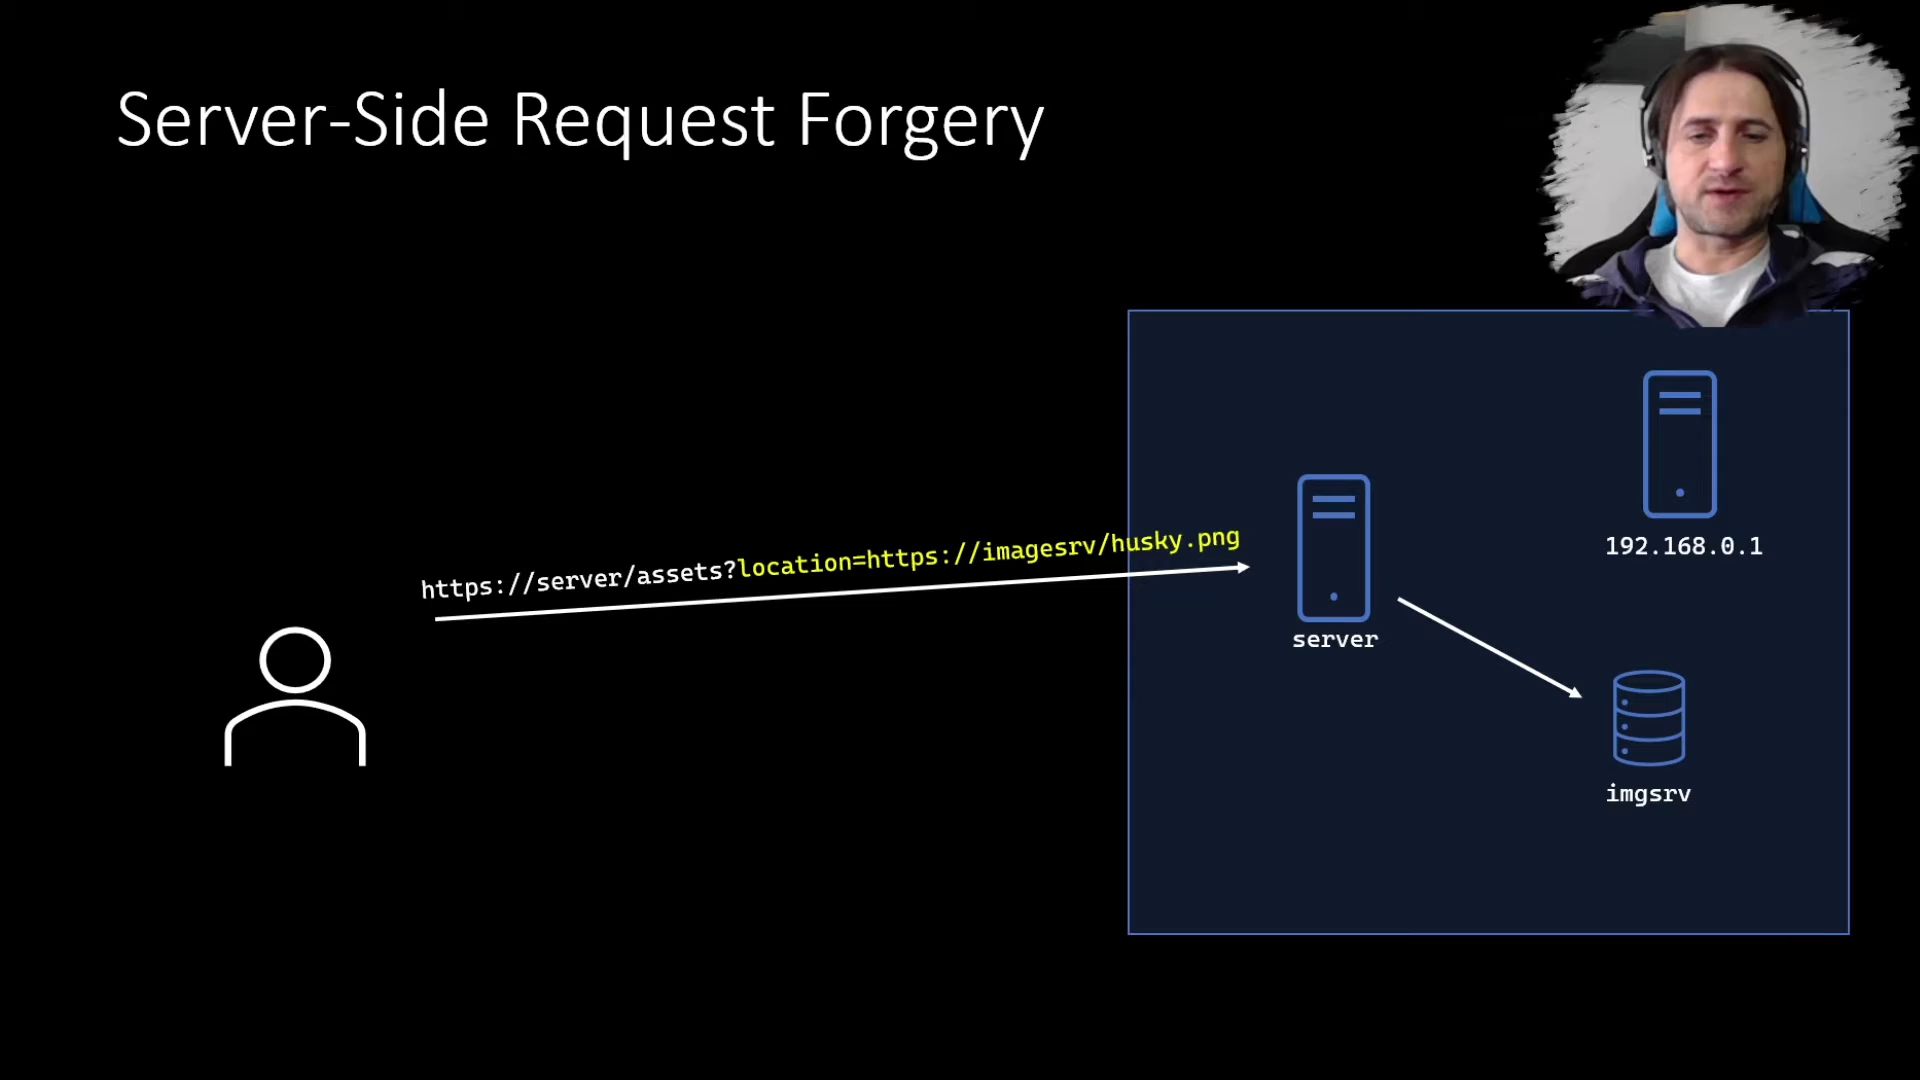 Server-Side Request Forgery
https://server/assets?location=https://imagesrv/husky.png
192.168.0.1
server
imgsrv